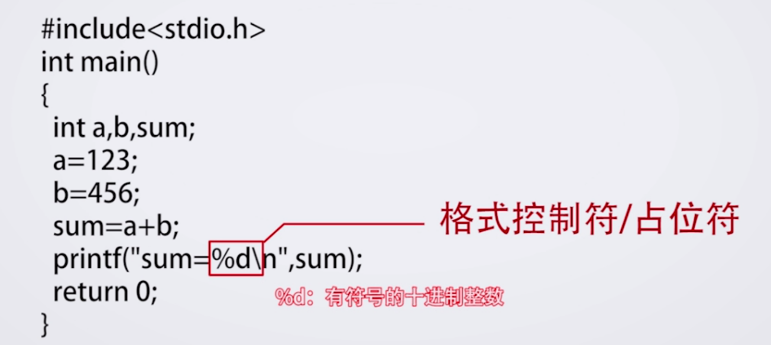 #include<stdio.h>
int main()
{
int a,b,sum;
a=123;
b=456;
sum=a+b;
格式控制符/占位符
printf("sum=%d\n",sum);
return 0;
%d：有符号的十进制整数
}